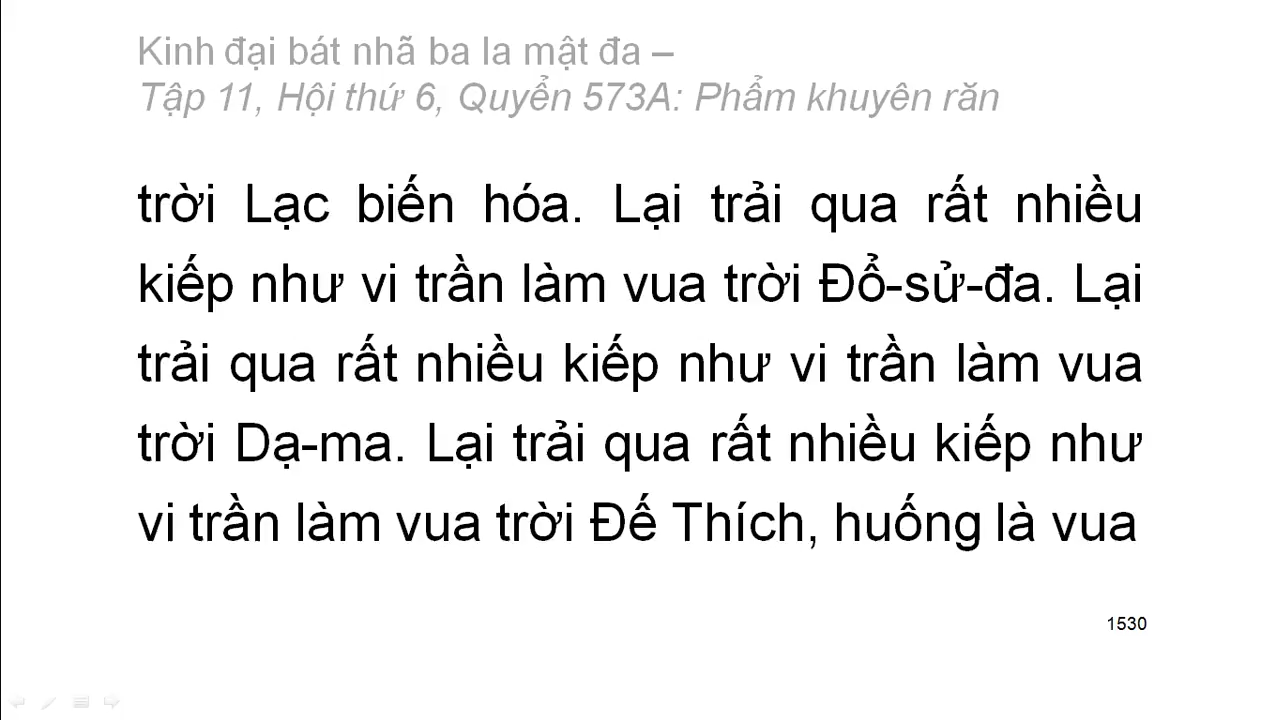 Kinh đại bát nhã ba la mật đa –
Tập 11, Hội thứ 6, Quyển 573A: Phẩm khuyên răn
trời Lạc biến hóa. Lại trải qua rất nhiều
kiếp như vi trần làm vua trời Đổ-sử-đa. Lại
trải qua rất nhiều kiếp như vi trần làm vua
trời Dạ-ma. Lại trải qua rất nhiều kiếp như
vi trần làm vua trời Đế Thích, huống là vua
1530